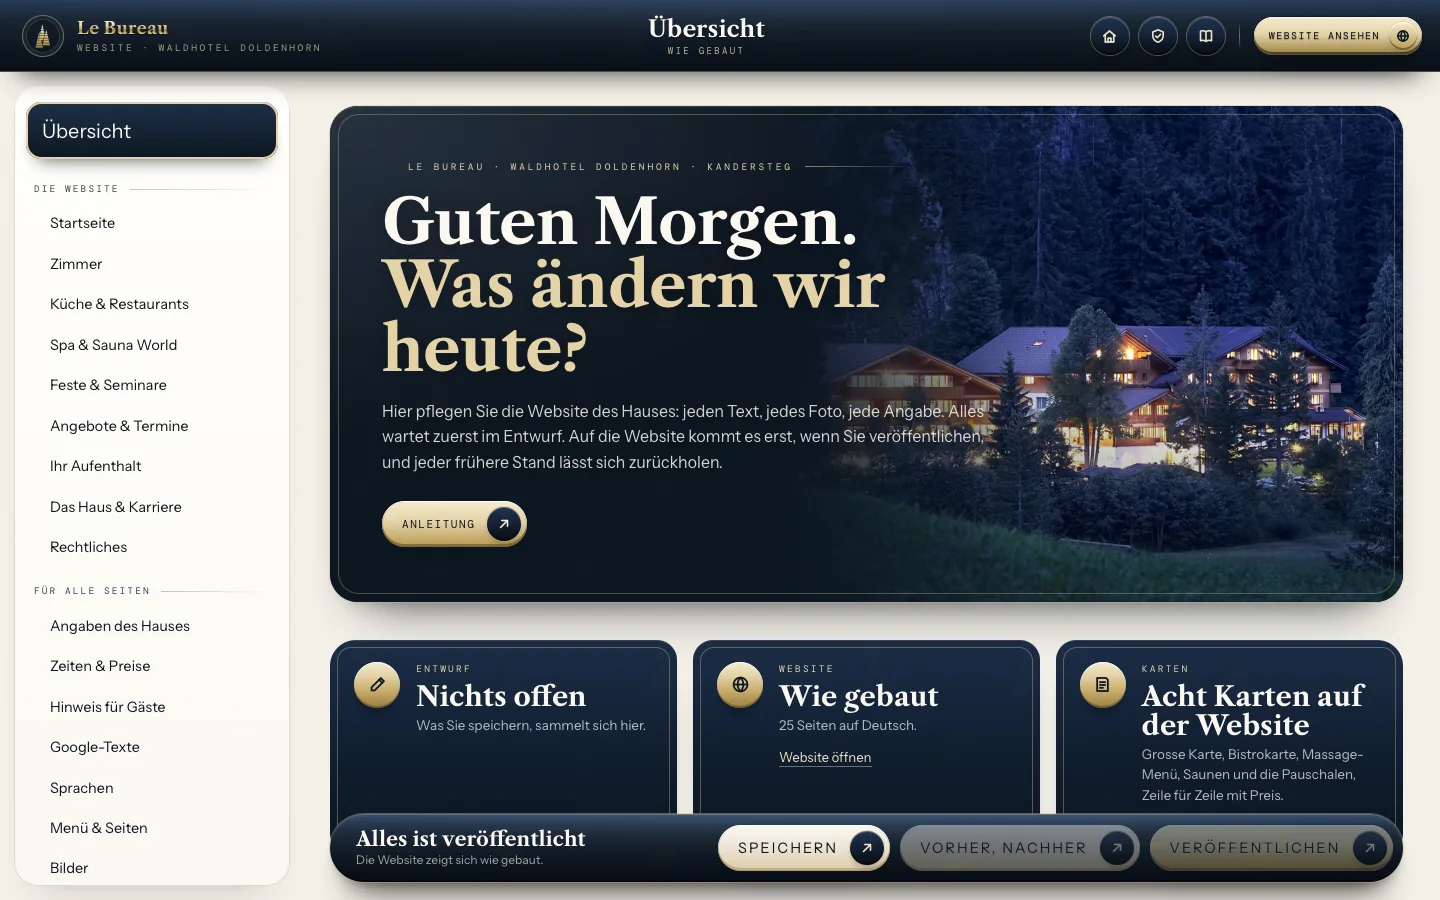 Le Bureau
WEBSITE · WALDHOTEL DOLDENHORN
Übersicht
WIE GEBAUT
WEBSITE ANSEHEN
Übersicht
DIE WEBSITE
Startseite
Zimmer
Küche & Restaurants
Spa & Sauna World
Feste & Seminare
Angebote & Termine
Ihr Aufenthalt
Das Haus & Karriere
Rechtliches
FÜR ALLE SEITEN
Angaben des Hauses
Zeiten & Preise
Hinweis für Gäste
Google-Texte
Sprachen
Menü & Seiten
Bilder
LE BUREAU · WALDHOTEL DOLDENHORN · KANDERSTEG
Guten Morgen.
Was ändern wir
heute?
Hier pflegen Sie die Website des Hauses: jeden Text, jedes Foto, jede Angabe. Alles
wartet zuerst im Entwurf. Auf die Website kommt es erst, wenn Sie veröffentlichen,
und jeder frühere Stand lässt sich zurückholen.
ANLEITUNG
ENTWURF
Nichts offen
Was Sie speichern, sammelt sich hier.
WEBSITE
Wie gebaut
25 Seiten auf Deutsch.
Website öffnen
KARTEN
Acht Karten auf
der Website
Grosse Karte, Bistrokarte, Massage-
Menü, Saunen und die Pauschalen,
Zeile für Zeile mit Preis.
Alles ist veröffentlicht
Die Website zeigt sich wie gebaut.
SPEICHERN
VORHER, NACHHER
VERÖFFENTLICHEN